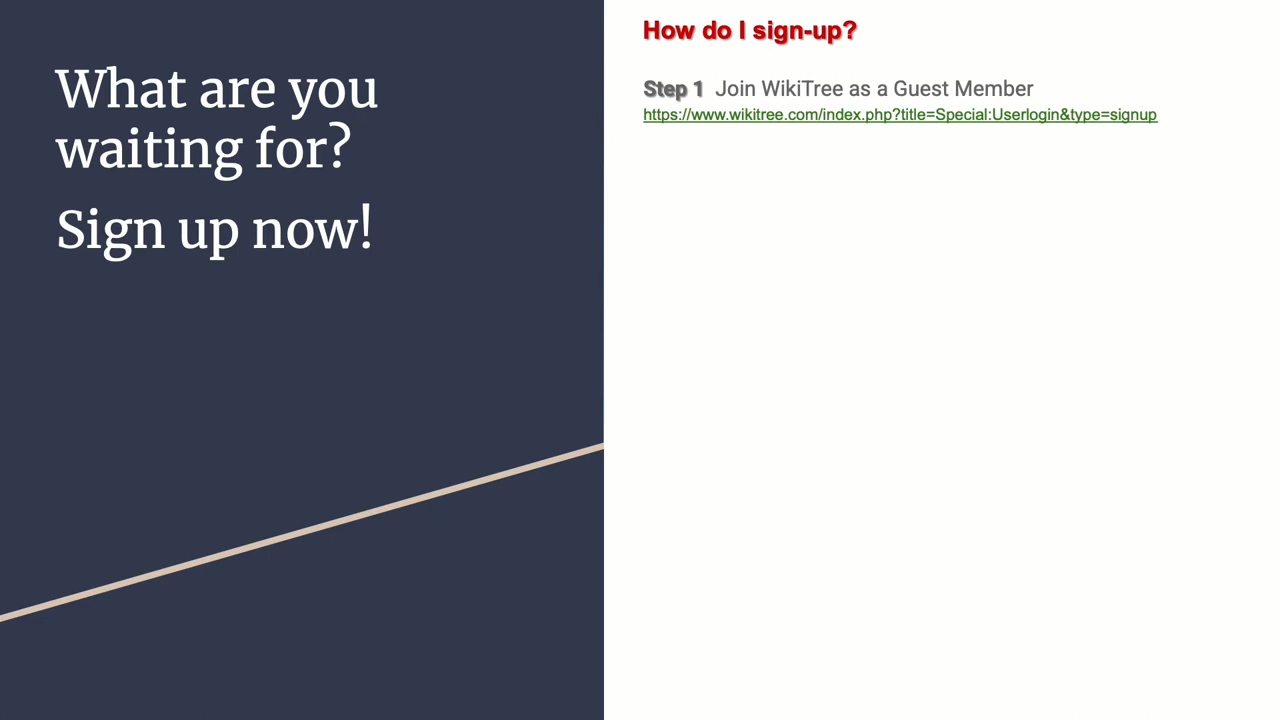 What are you
waiting for?
Sign up now!
How do I sign-up?
Step 1 Join WikiTree as a Guest Member
https://www.wikitree.com/index.php?title=Special:Userlogin&type=signup